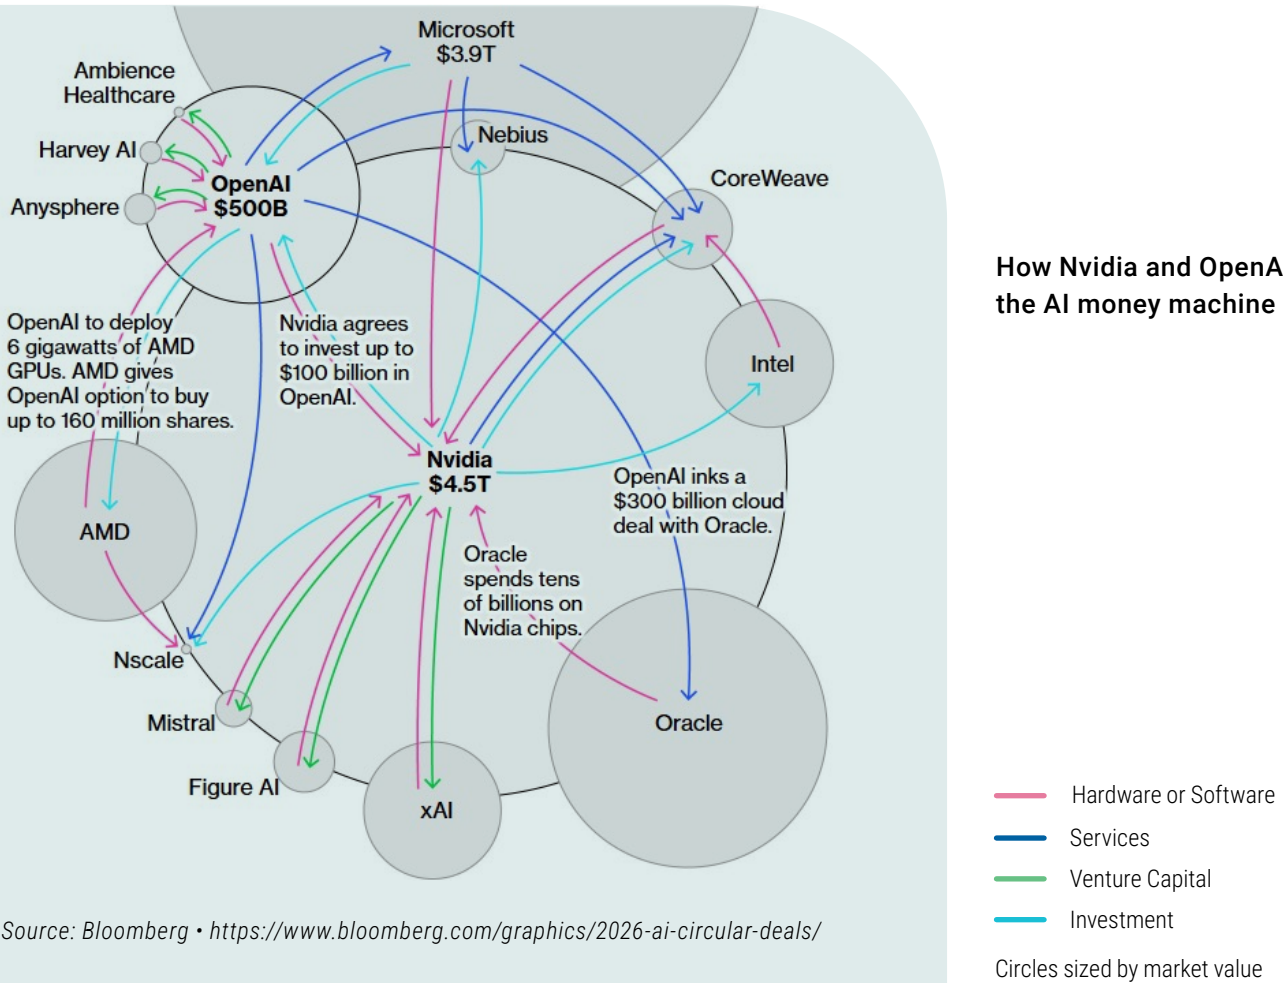 Microsoft
$3.9T
Ambience
Healthcare
Harvey AI
Anysphere
OpenAI
$500B
Nebius
CoreWeave
How Nvidia and OpenA
the AI money machine
OpenAI to deploy
6 gigawatts of AMD
GPUs. AMD gives
OpenAI option to buy
up to 160 million shares.
Nvidia agrees
to invest up to
$100 billion in
OpenAI.
Intel
Nvidia
$4.5T
OpenAI inks a
$300 billion cloud
deal with Oracle.
AMD
Oracle
spends tens
of billions on
Nvidia chips.
Nscale
Mistral
Figure AI
xAI
Oracle
Hardware or Software
Services
Venture Capital
Investment
Circles sized by market value
Source: Bloomberg • https://www.bloomberg.com/graphics/2026-ai-circular-deals/